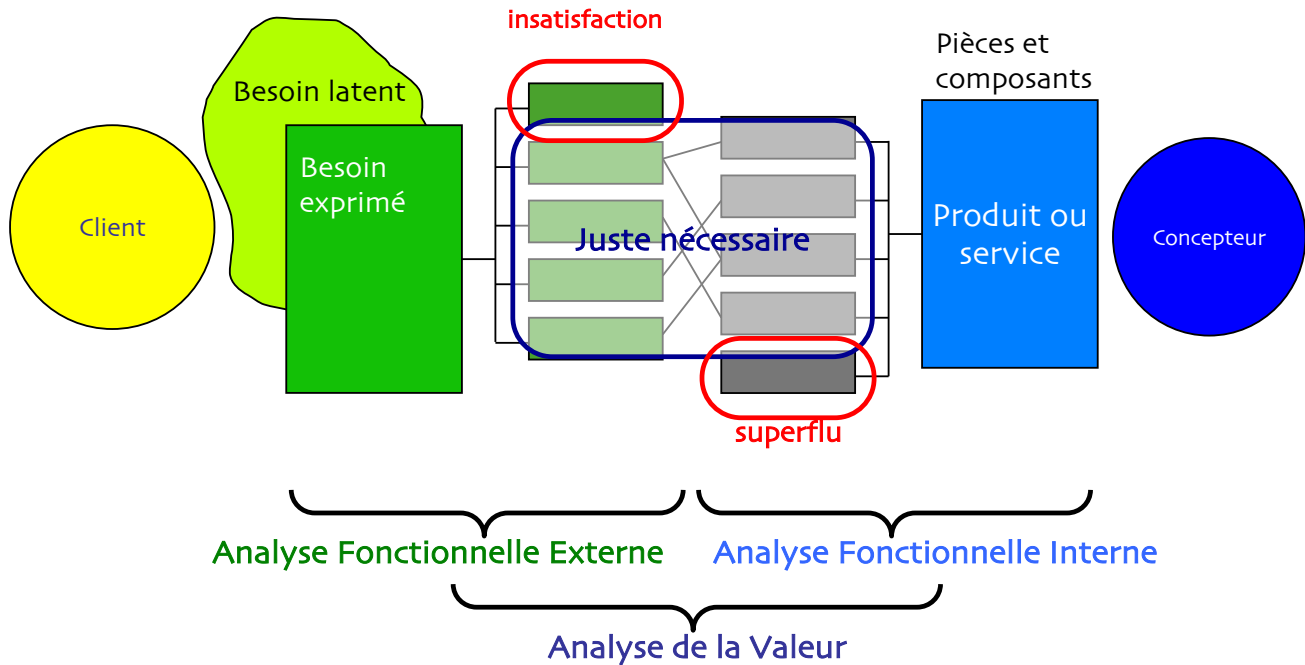 insatisfaction
Pièces et
composants
Besoin latent
Besoin
exprimé
Client
Juste nécessaire
Produit ou
service
Concepteur
superflu
Analyse Fonctionnelle Externe
Analyse Fonctionnelle Interne
Analyse de la Valeur